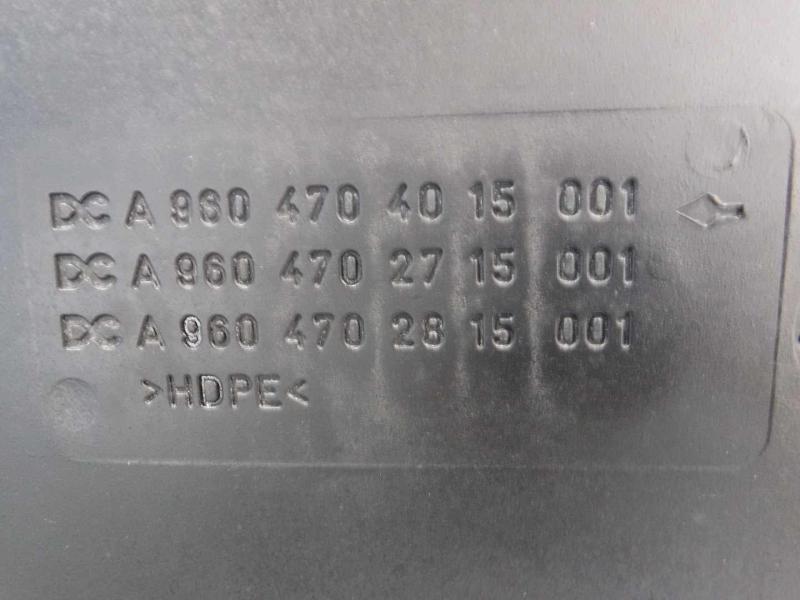 DC A 960 470 40 15 001
DC A 960 470 27 15 001
DC A 960 470 28 15 001
>HDPE<